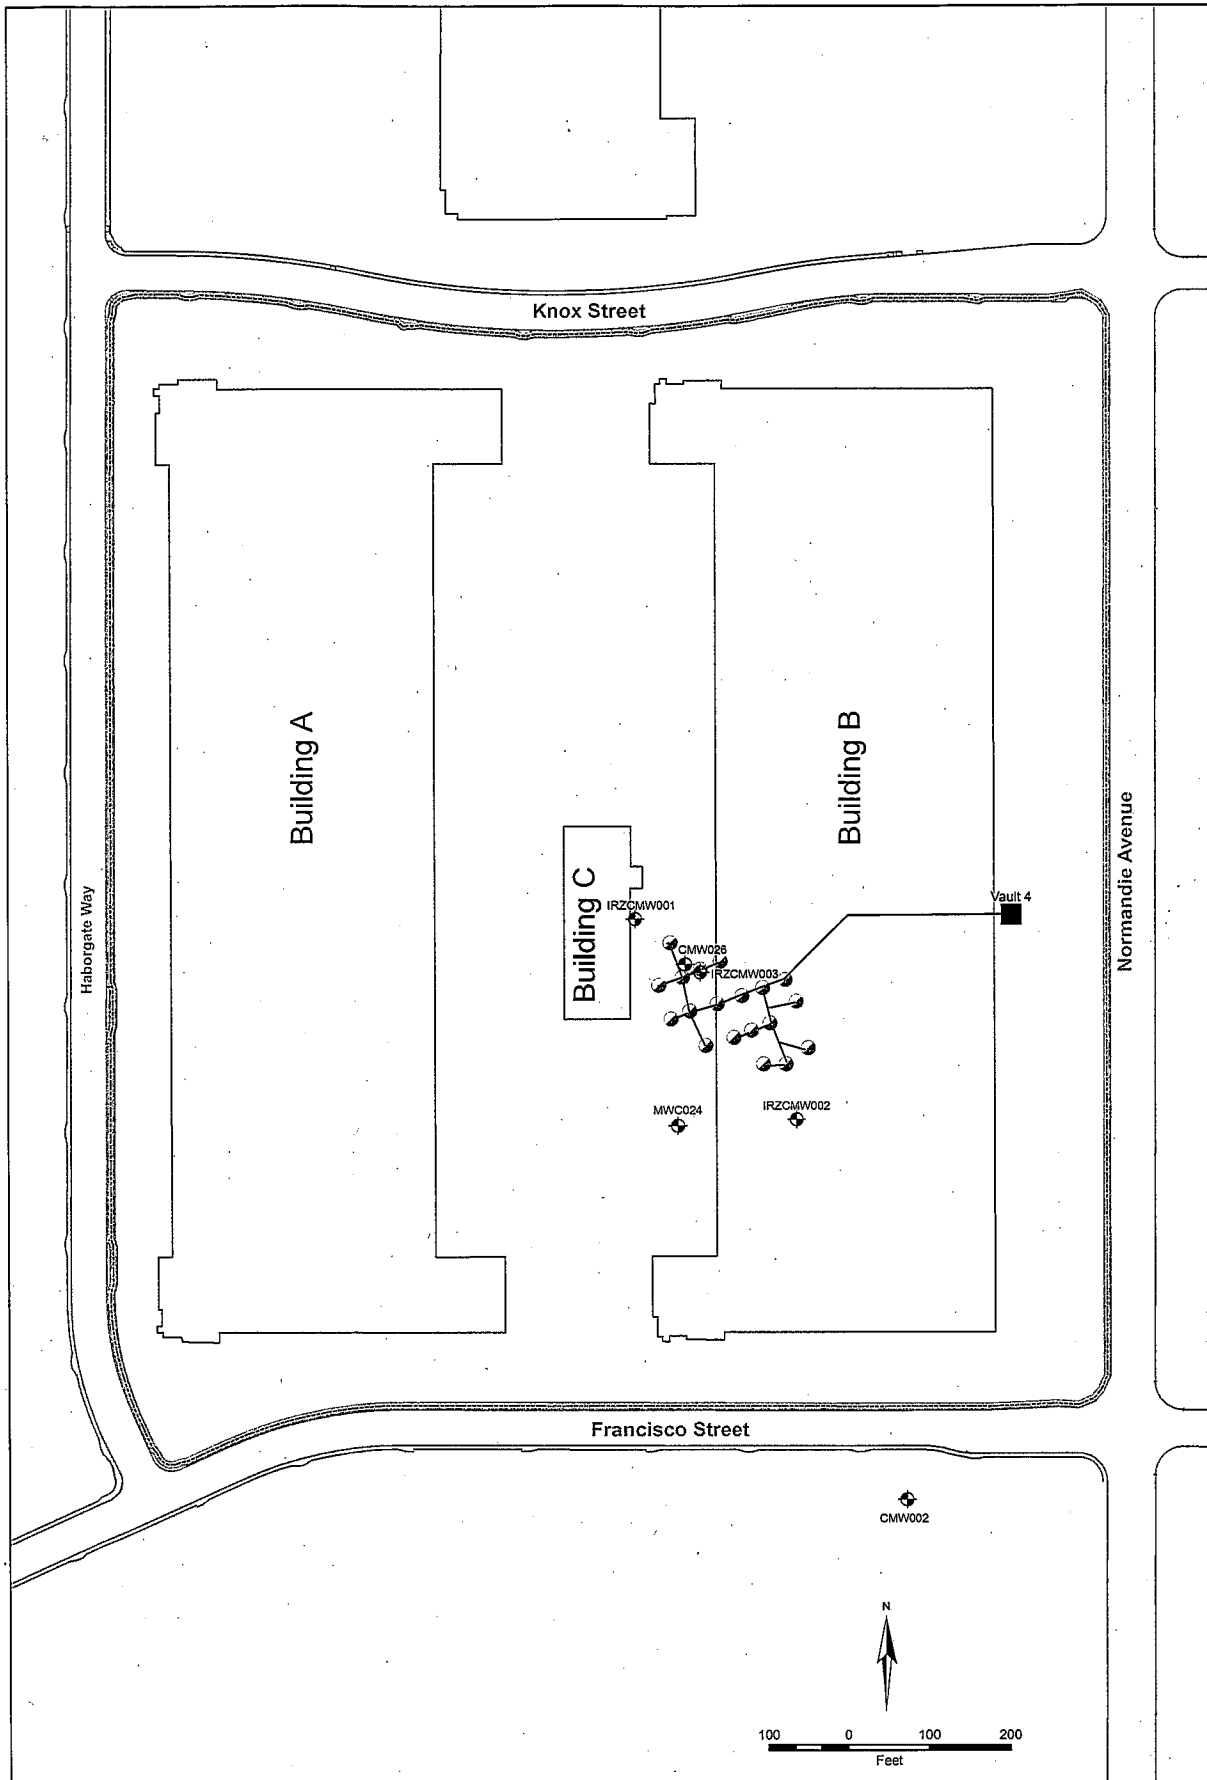 Knox Street
Building A
Building B
Haborgate Way
Normandie Avenue
Building C
Vault 4
IRZCMW001
CMW026
IRZCMW003
MWC024
IRZCMW002
Francisco Street
CMW002
N
100 0 100 200
Feet